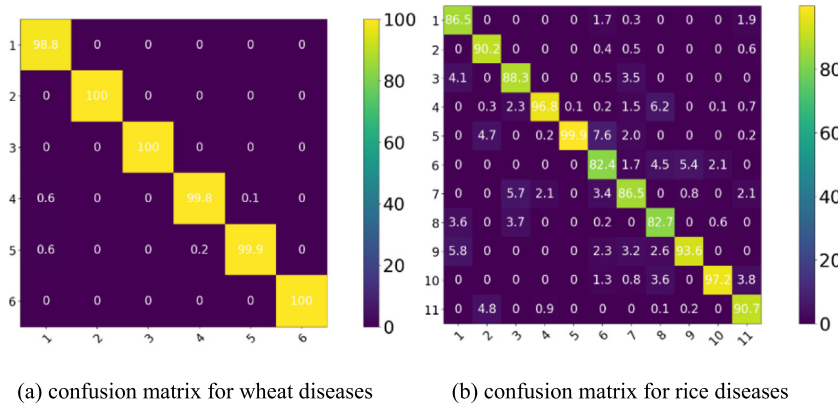 1 98.8 0 0 0 0 0
2 0 100 0 0 0 0
3 0 0 100 0 0 0
4 0.6 0 0 99.8 0.1 0
5 0.6 0 0 0.2 99.9 0
6 0 0 0 0 0 100
1 2 3 4 5 6
100
80
60
40
20
0
(a) confusion matrix for wheat diseases
1 86.5 0 0 0 0 1.7 0.3 0 0 0 1.9
2 0 90.2 0 0 0 0.4 0.5 0 0 0 0.6
3 4.1 0 88.3 0 0 0.5 3.5 0 0 0 0
4 0 0.3 2.3 96.8 0.1 0.2 1.5 6.2 0 0.1 0.7
5 0 4.7 0 0.2 99.9 7.6 2.0 0 0 0 0.2
6 0 0 0 0 0 82.4 1.7 4.5 5.4 2.1 0
7 0 0 5.7 2.1 0 3.4 86.5 0 0.8 0 2.1
8 3.6 0 3.7 0 0 0.2 0 82.7 0 0.6 0
9 5.8 0 0 0 0 2.3 3.2 2.6 93.6 0 0
10 0 0 0 0 0 1.3 0.8 3.6 0 97.2 3.8
11 0 4.8 0 0.9 0 0 0 0.1 0.2 0 90.7
1 2 3 4 5 6 7 8 9 10 11
80
60
40
20
0
(b) confusion matrix for rice diseases